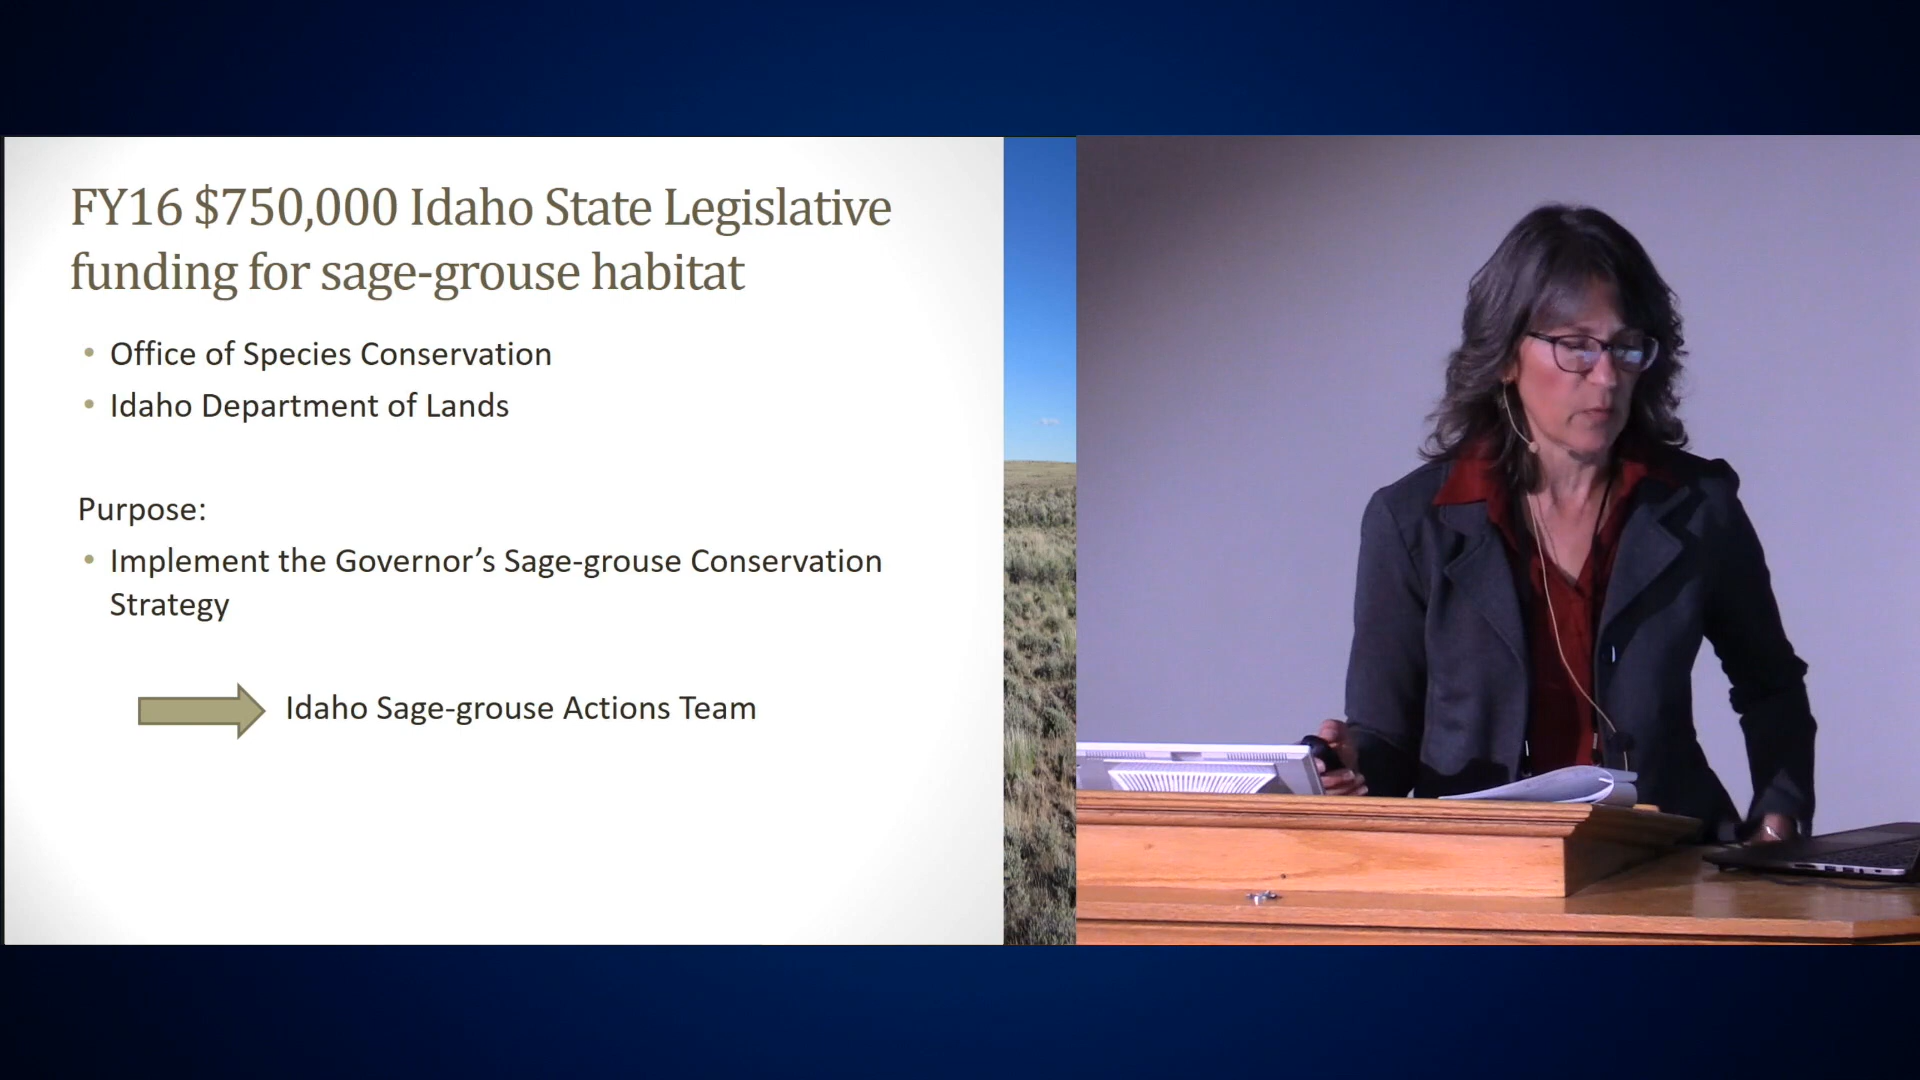 FY16 $750,000 Idaho State Legislative
funding for sage-grouse habitat
• Office of Species Conservation
• Idaho Department of Lands
Purpose:
• Implement the Governor’s Sage-grouse Conservation
Strategy
Idaho Sage-grouse Actions Team